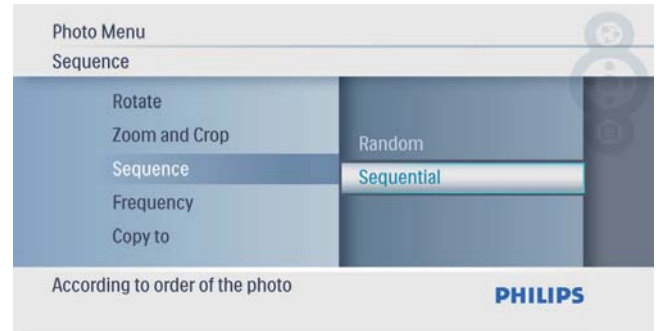 Photo Menu
Sequence
Rotate
Zoom and Crop
Sequence
Frequency
Copy to
Random
Sequential
According to order of the photo
PHILIPS